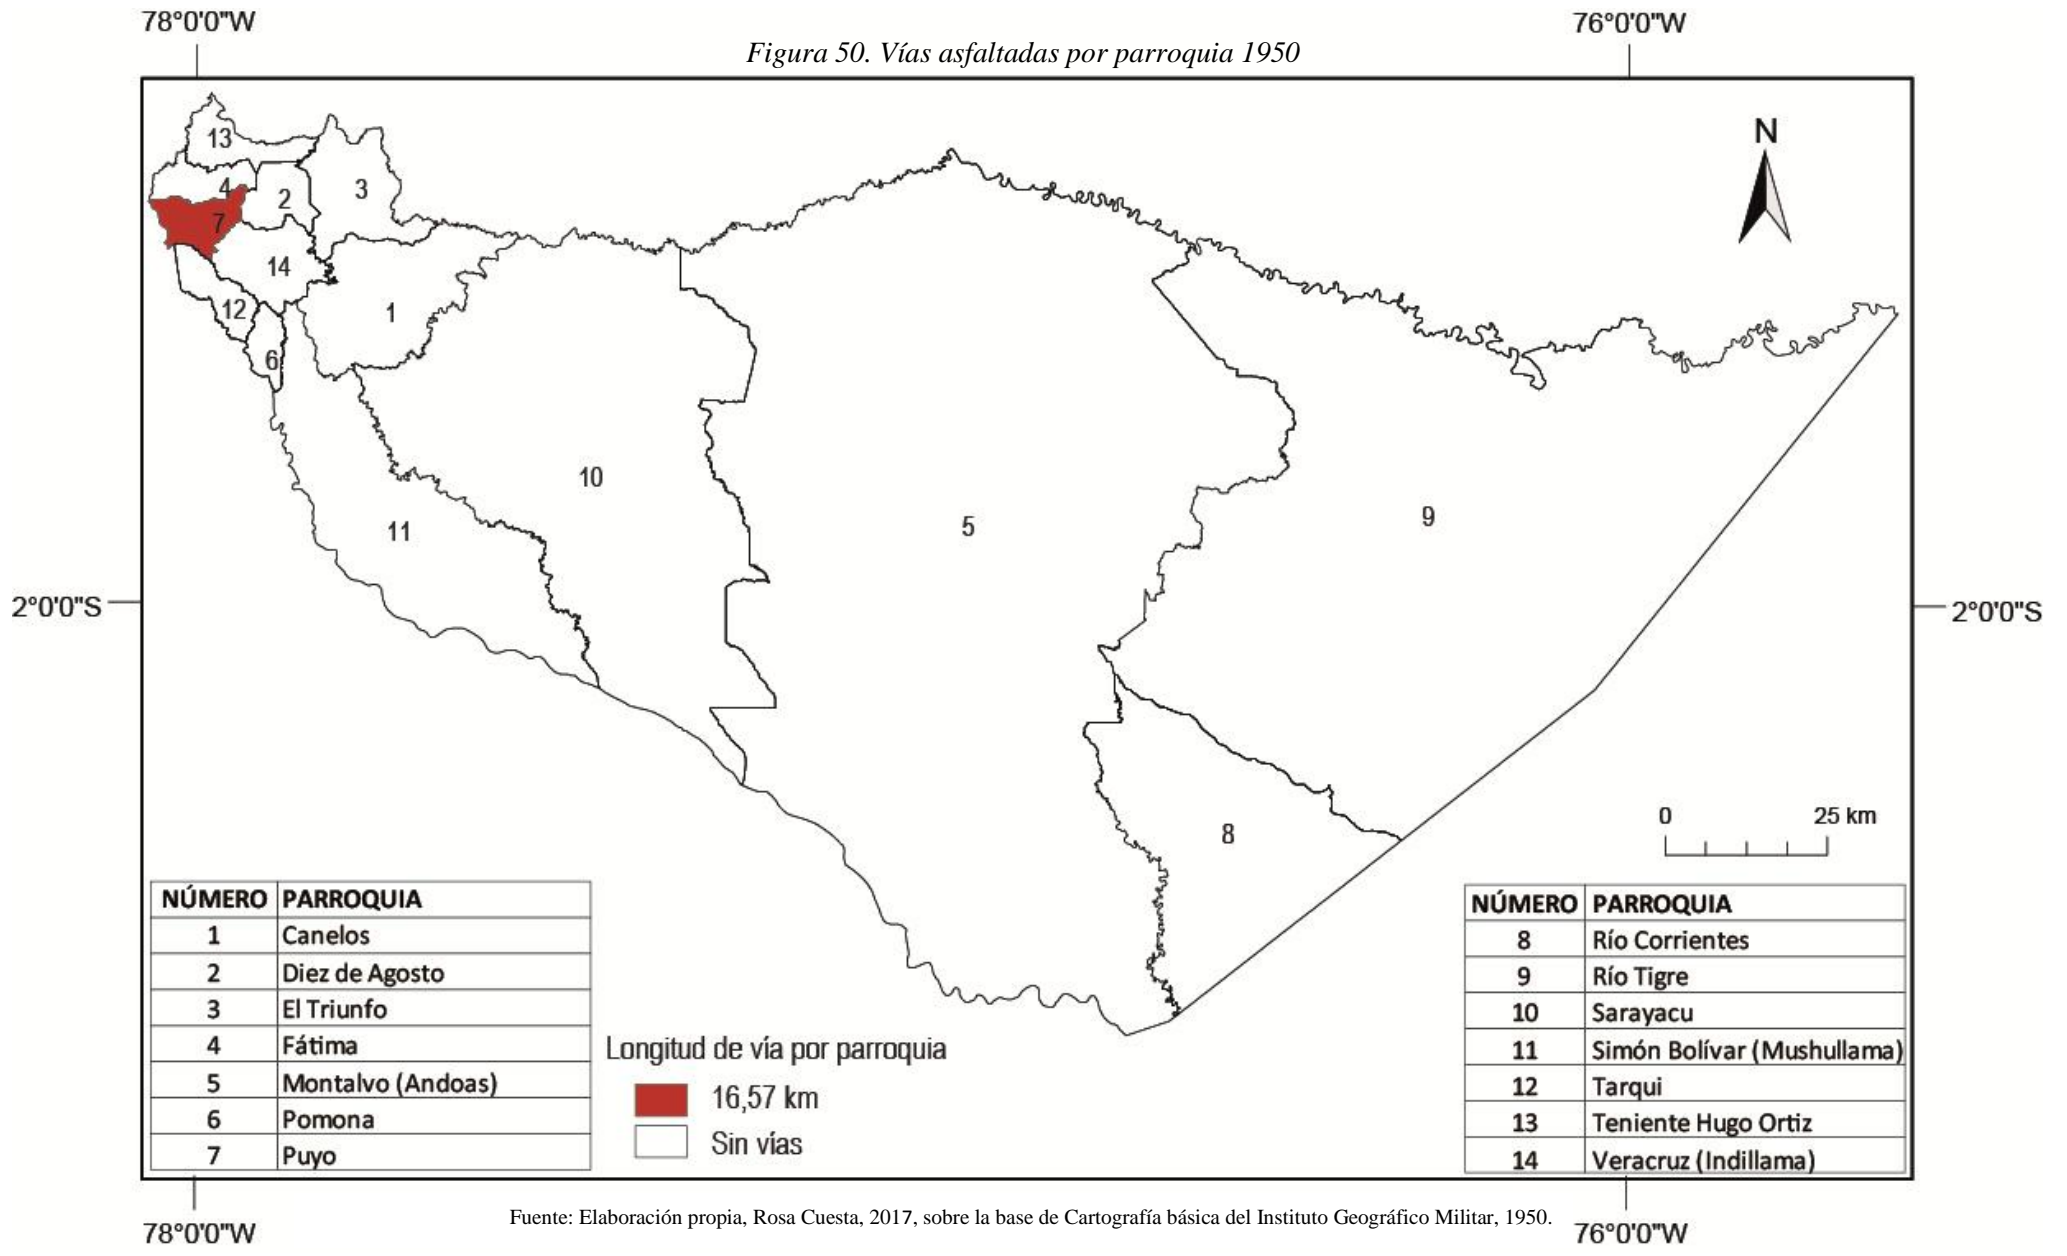 78°0'0"W
76°0'0"W
Figura 50. Vías asfaltadas por parroquia 1950
N
13
4
2
3
7
14
1
12
6
10
11
5
9
8
2°0'0"S
2°0'0"S
0 25 km
NÚMERO PARROQUIA
1 Canelos
2 Diez de Agosto
3 El Triunfo
4 Fátima
5 Montalvo (Andoas)
6 Pomona
7 Puyo
Longitud de vía por parroquia
16,57 km
Sin vías
NÚMERO PARROQUIA
8 Río Corrientes
9 Río Tigre
10 Sarayacu
11 Simón Bolívar (Mushullama)
12 Tarqui
13 Teniente Hugo Ortiz
14 Veracruz (Indillama)
Fuente: Elaboración propia, Rosa Cuesta, 2017, sobre la base de Cartografía básica del Instituto Geográfico Militar, 1950.
78°0'0"W
76°0'0"W